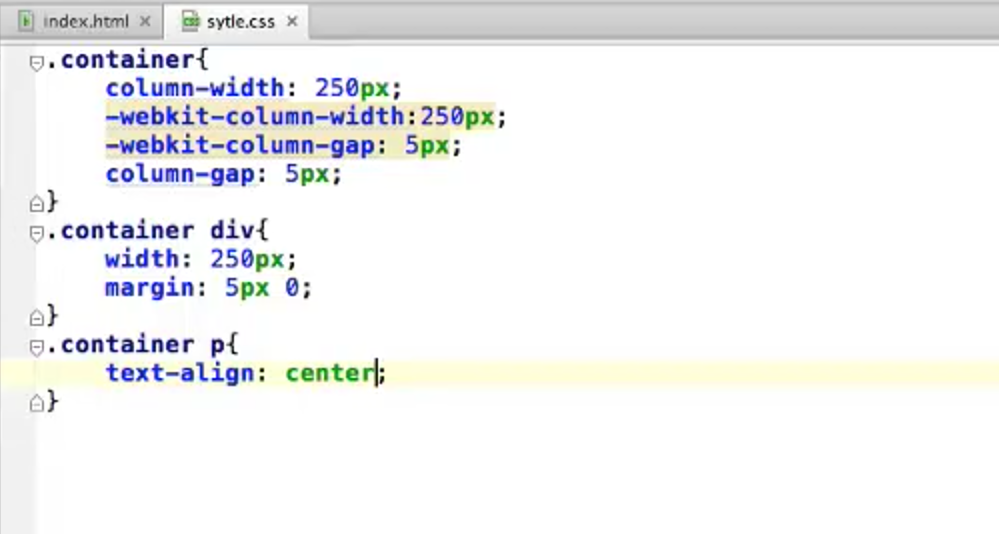 index.html
sytle.css
.container{
column-width: 250px;
-webkit-column-width:250px;
-webkit-column-gap: 5px;
column-gap: 5px;
}
.container div{
width: 250px;
margin: 5px 0;
}
.container p{
text-align: center;
}